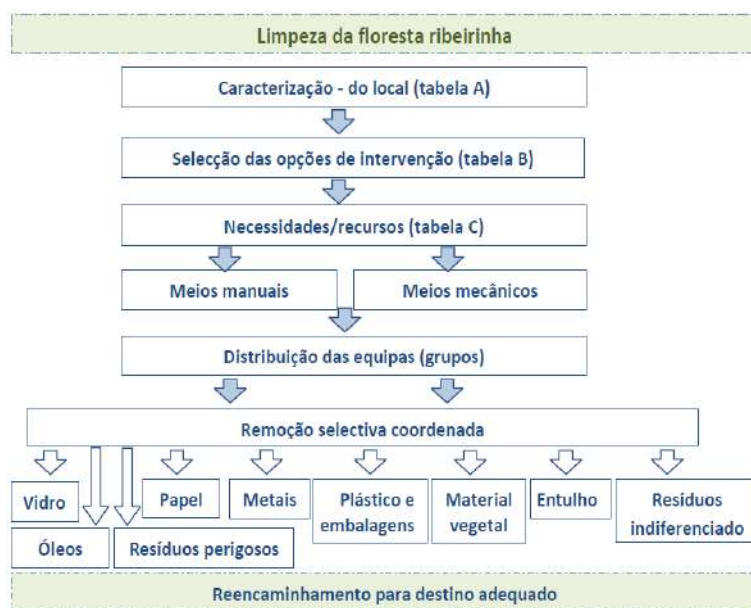 Limpeza da floresta ribeirinha
Caracterização - do local (tabela A)
Selecção das opções de intervenção (tabela B)
Necessidades/recursos (tabela C)
Meios manuais
Meios mecânicos
Distribuição das equipas (grupos)
Remoção selectiva coordenada
Vidro
Papel
Metais
Plástico e
embalagens
Material
vegetal
Entulho
Resíduos
indiferenciado
Óleos
Resíduos perigosos
Reencaminhamento para destino adequado